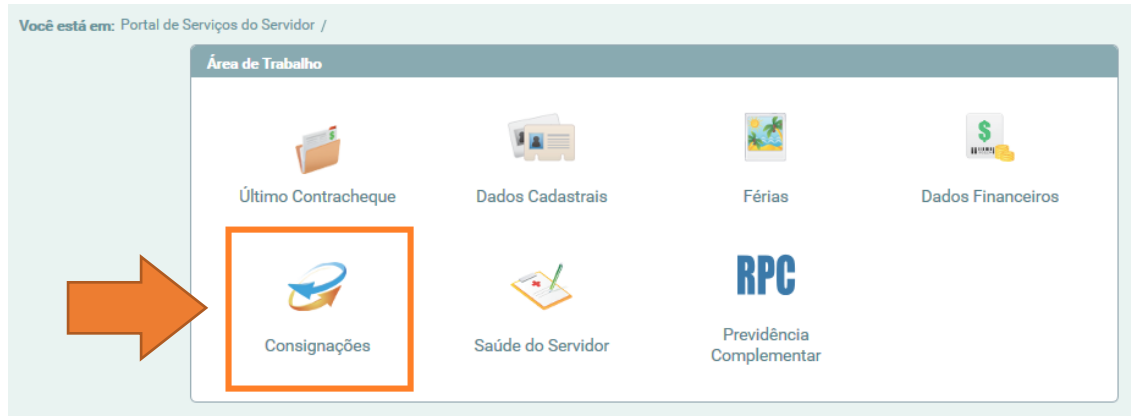 Você está em: Portal de Serviços do Servidor /
Área de Trabalho
Último Contracheque
Dados Cadastrais
Férias
Dados Financeiros
Consignações
Saúde do Servidor
RPC
Previdência
Complementar